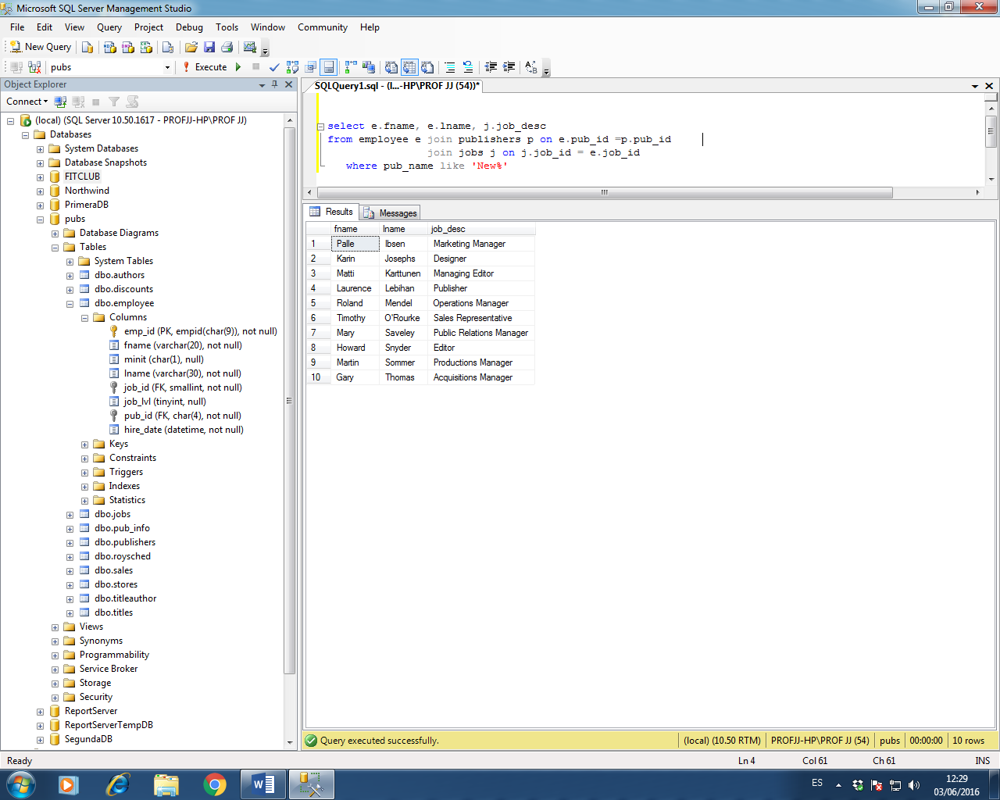 Microsoft SQL Server Management Studio
File Edit View Query Project Debug Tools Window Community Help
New Query
pubs Execute
Object Explorer
Connect
(local) (SQL Server 10.50.1617 - PROFJJ-HP\PROF JJ)
Databases
System Databases
Database Snapshots
FITCLUB
Northwind
PrimeraDB
pubs
Database Diagrams
Tables
System Tables
dbo.authors
dbo.discounts
dbo.employee
Columns
emp_id (PK, empid(char(9)), not null)
fname (varchar(20), not null)
minit (char(1), null)
lname (varchar(30), not null)
job_id (FK, smallint, not null)
job_lvl (tinyint, null)
pub_id (FK, char(4), not null)
hire_date (datetime, not null)
Keys
Constraints
Triggers
Indexes
Statistics
dbo.jobs
dbo.pub_info
dbo.publishers
dbo.roysched
dbo.sales
dbo.stores
dbo.titleauthor
dbo.titles
Views
Synonyms
Programmability
Service Broker
Storage
Security
ReportServer
ReportServerTempDB
SegundaDB
SQLQuery1.sql - (l...-HP\PROF JJ (54))*
select e.fname, e.lname, j.job_desc
from employee e join publishers p on e.pub_id =p.pub_id
join jobs j on j.job_id = e.job_id
where pub_name like 'New%'
Results Messages
fname lname job_desc
1 Palle Ibsen Marketing Manager
2 Karin Josephs Designer
3 Matti Karttunen Managing Editor
4 Laurence Lebihan Publisher
5 Roland Mendel Operations Manager
6 Timothy O'Rourke Sales Representative
7 Mary Saveley Public Relations Manager
8 Howard Snyder Editor
9 Martin Sommer Productions Manager
10 Gary Thomas Acquisitions Manager
Query executed successfully. (local) (10.50 RTM) PROFJJ-HP\PROF JJ (54) pubs 00:00:00 10 rows
Ready Ln 4 Col 61 Ch 61 INS
ES 12:29
03/06/2016